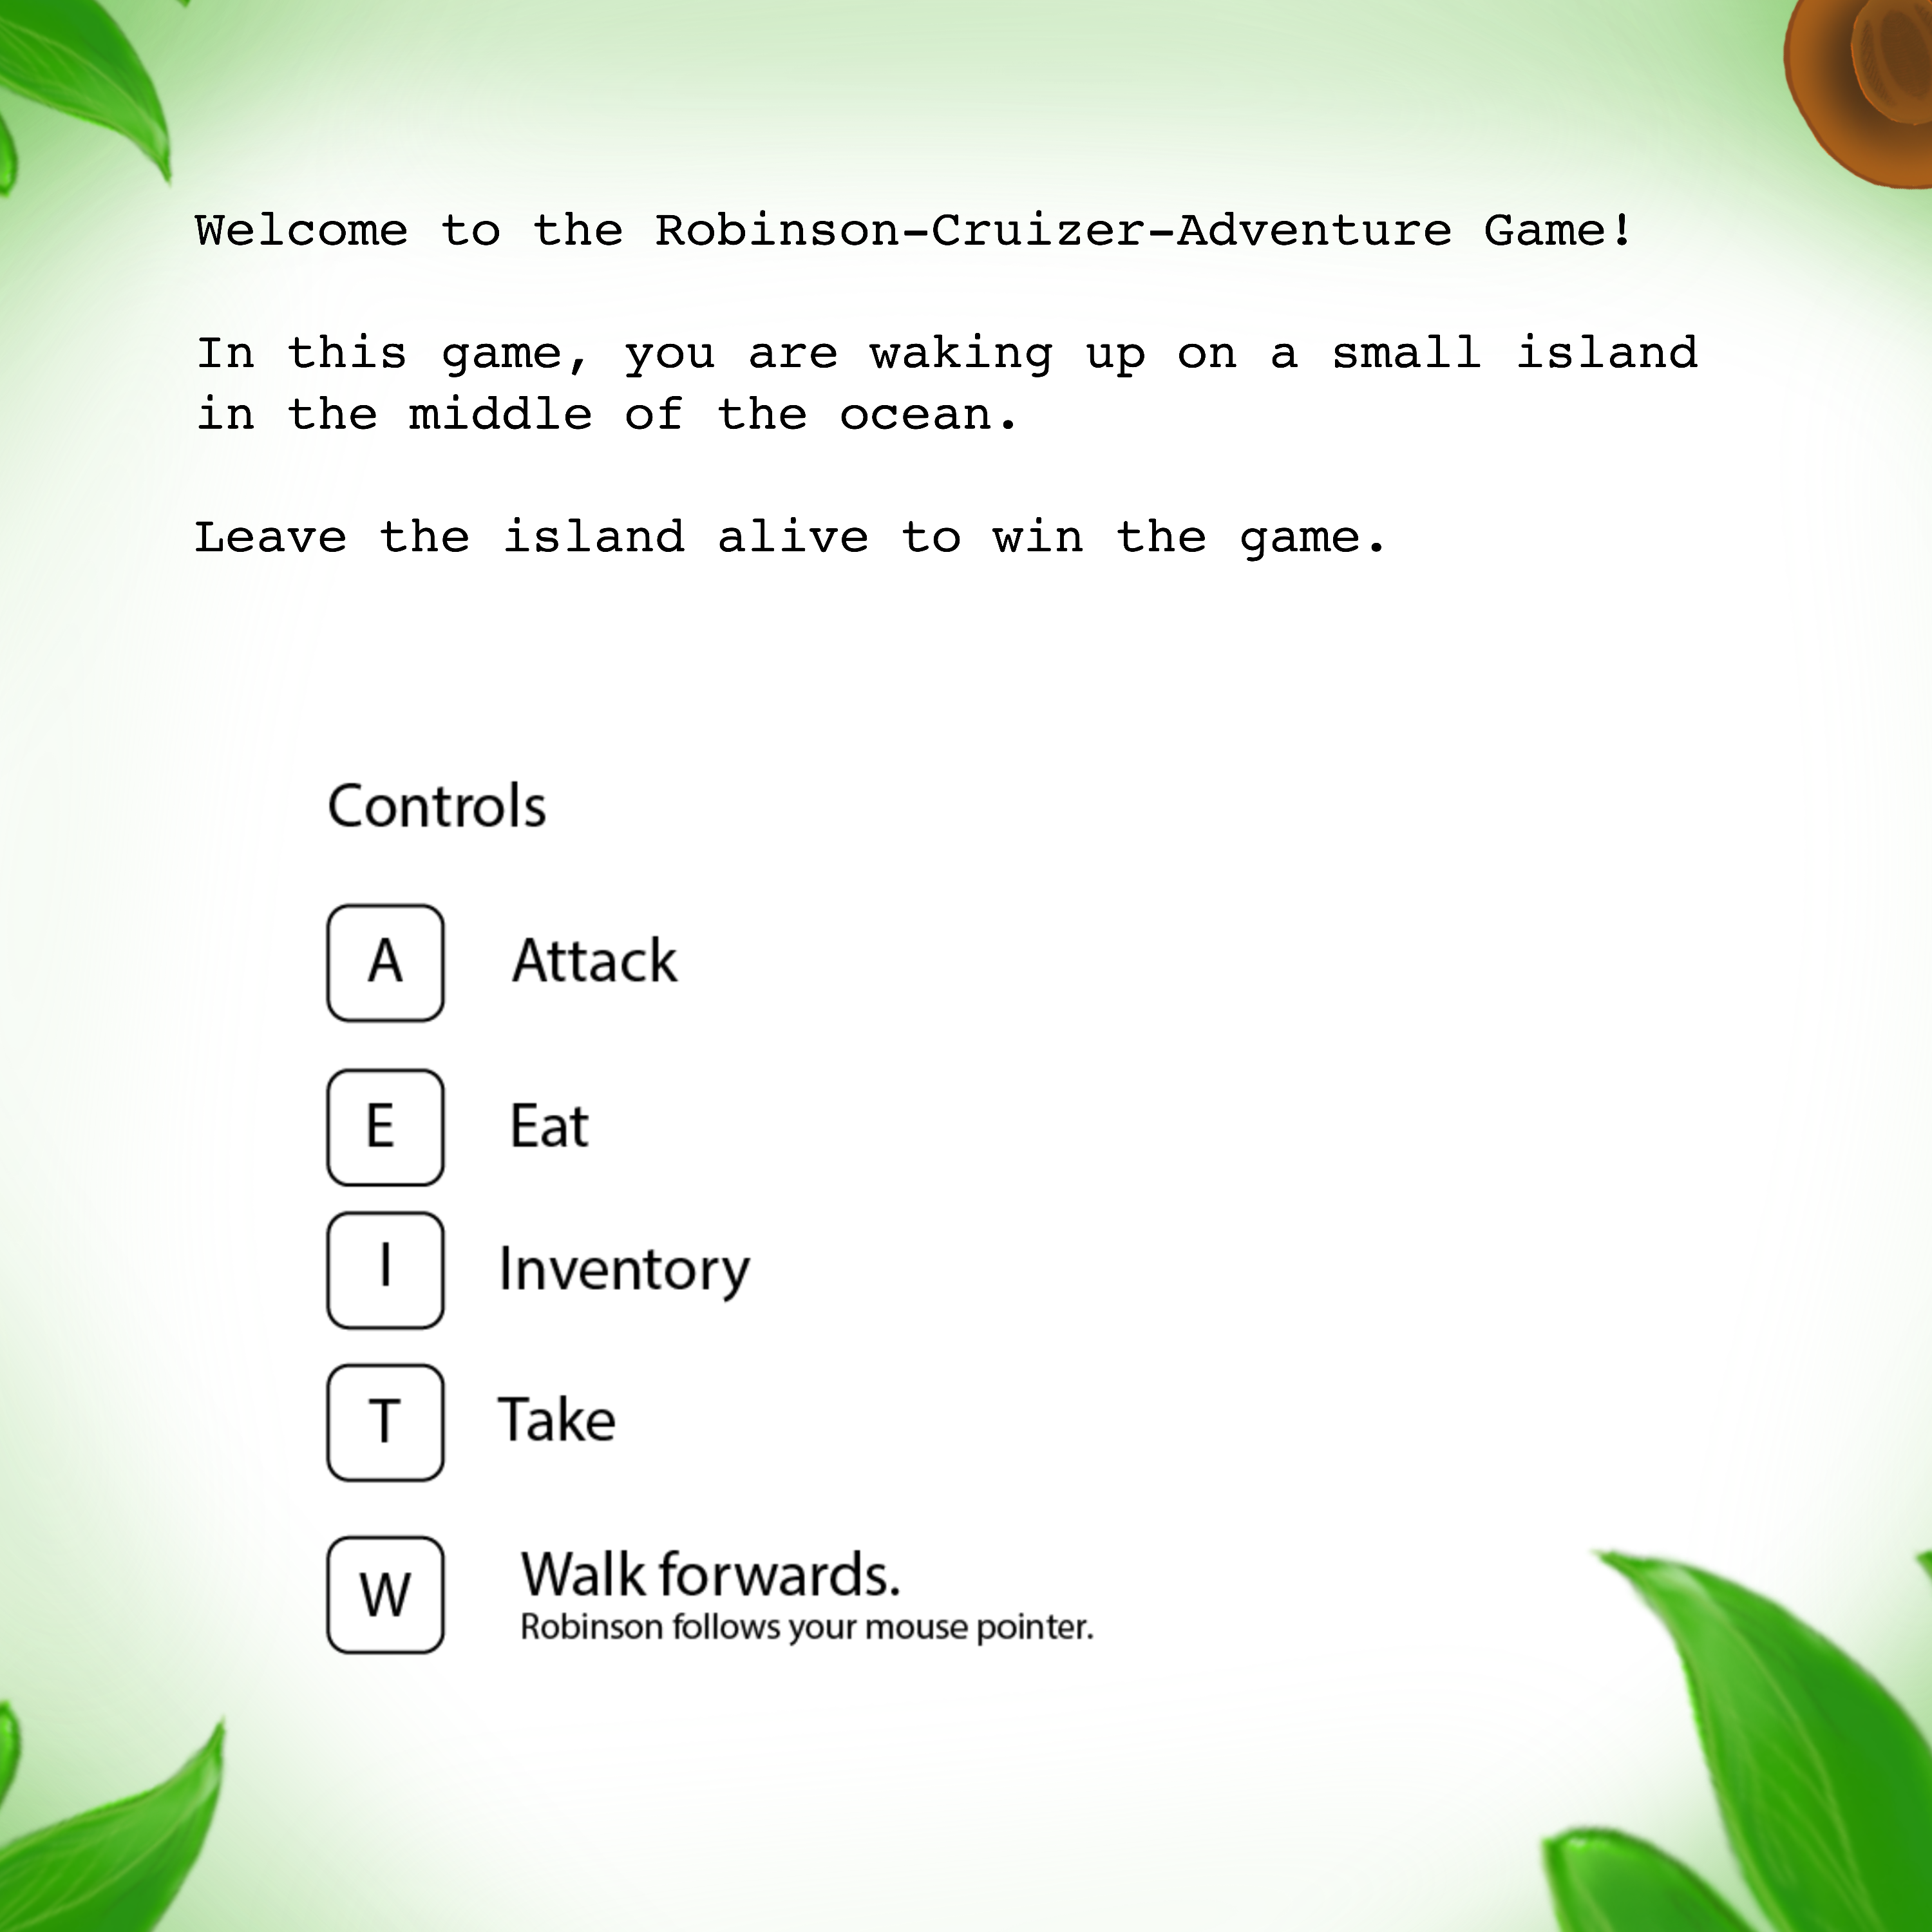 Welcome to the Robinson-Cruizer-Adventure Game!
In this game, you are waking up on a small island
in the middle of the ocean.
Leave the island alive to win the game.
Controls
A Attack
E Eat
I Inventory
T Take
W Walk forwards.
Robinson follows your mouse pointer.